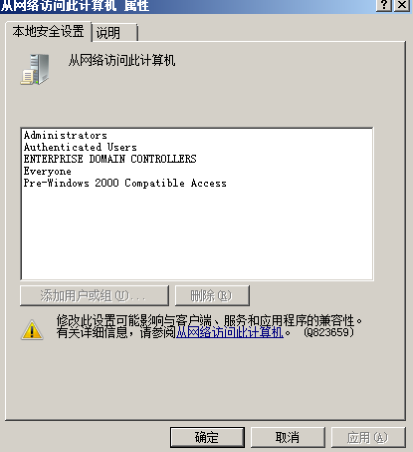 从网络访问此计算机 属性
本地安全设置 说明
从网络访问此计算机
Administrators
Authenticated Users
ENTERPRISE DOMAIN CONTROLLERS
Everyone
Pre-Windows 2000 Compatible Access
添加用户或组(U)... 删除(R)
修改此设置可能影响与客户端、服务和应用程序的兼容性。
有关详细信息，请参阅从网络访问此计算机。 (Q823659)
确定 取消 应用(A)